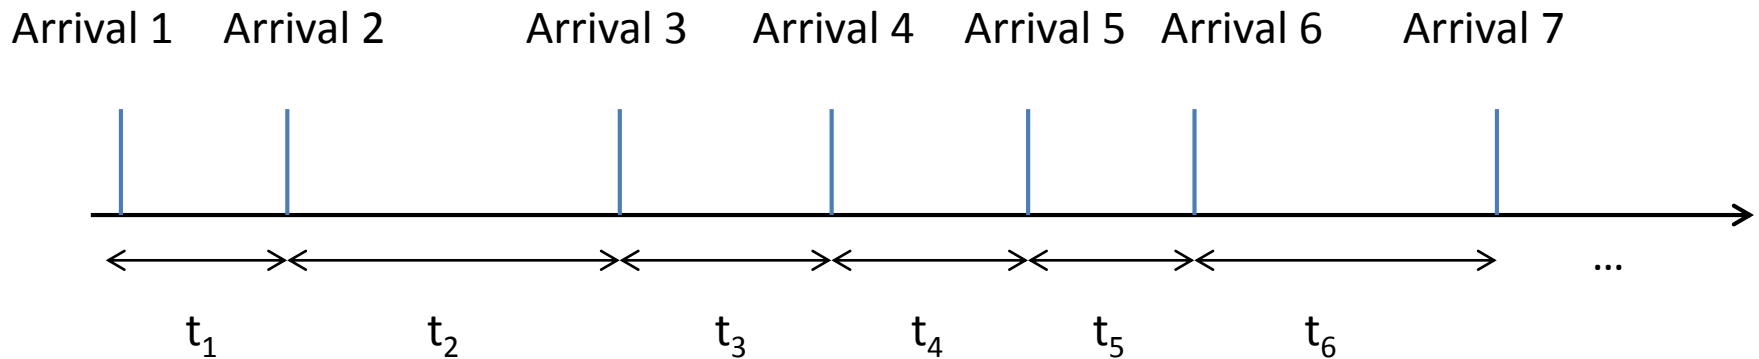 Arrival 1 Arrival 2 Arrival 3 Arrival 4 Arrival 5 Arrival 6 Arrival 7
...
t₁ t₂ t₃ t₄ t₅ t₆